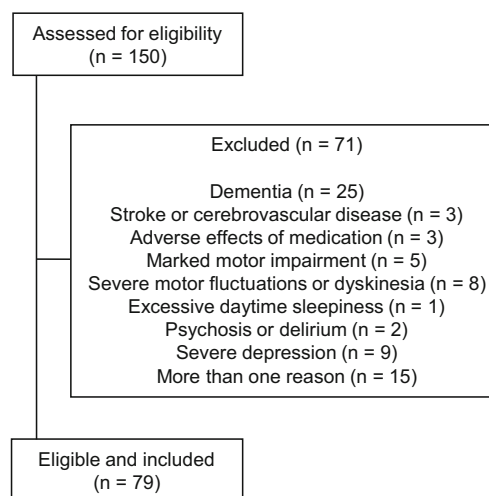 Assessed for eligibility
(n = 150)
Excluded (n = 71)
Dementia (n = 25)
Stroke or cerebrovascular disease (n = 3)
Adverse effects of medication (n = 3)
Marked motor impairment (n = 5)
Severe motor fluctuations or dyskinesia (n = 8)
Excessive daytime sleepiness (n = 1)
Psychosis or delirium (n = 2)
Severe depression (n = 9)
More than one reason (n = 15)
Eligible and included
(n = 79)